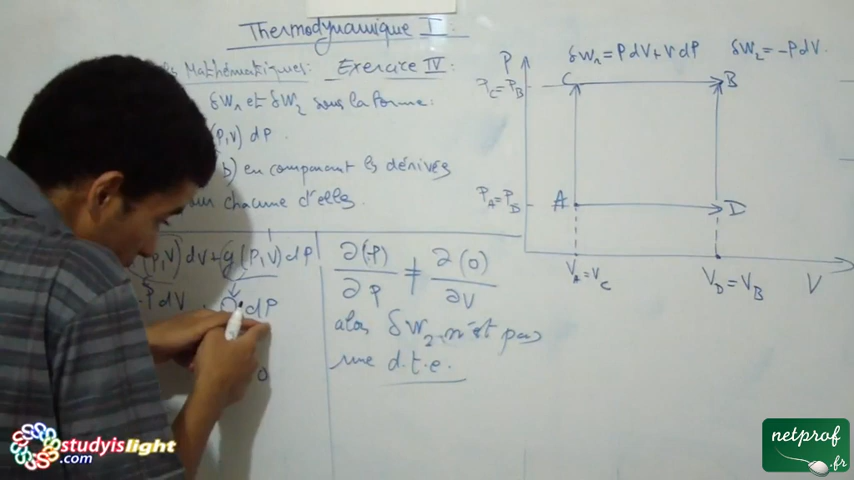 Thermodynamique I
Mathématiques: Exercice IV:
δW₁ et δW₂ sous la forme:
(P,V) dP.
b) en comparant les dérivés
chacune d'elles.
(P,V) dV + g (P,V) dP
P dV 0 dP
0
∂(-P)/∂P ≠ ∂(0)/∂V
alors δW₂ n'est pas
une d.t.e.
δW₁ = PdV + VdP δW₂ = -PdV.
P
P_C = P_B C B
P_A = P_D A D
V_A = V_C V_D = V_B V
studyislight
.com
netprof
.fr